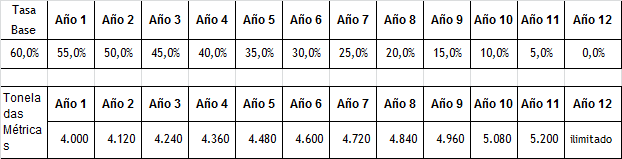 Tasa Base Año 1 Año 2 Año 3 Año 4 Año 5 Año 6 Año 7 Año 8 Año 9 Año 10 Año 11 Año 12
60,0% 55,0% 50,0% 45,0% 40,0% 35,0% 30,0% 25,0% 20,0% 15,0% 10,0% 5,0% 0,0%
Tonela
das
Métrica
s
Año 1 Año 2 Año 3 Año 4 Año 5 Año 6 Año 7 Año 8 Año 9 Año 10 Año 11 Año 12
4.000 4.120 4.240 4.360 4.480 4.600 4.720 4.840 4.960 5.080 5.200 ilimitado